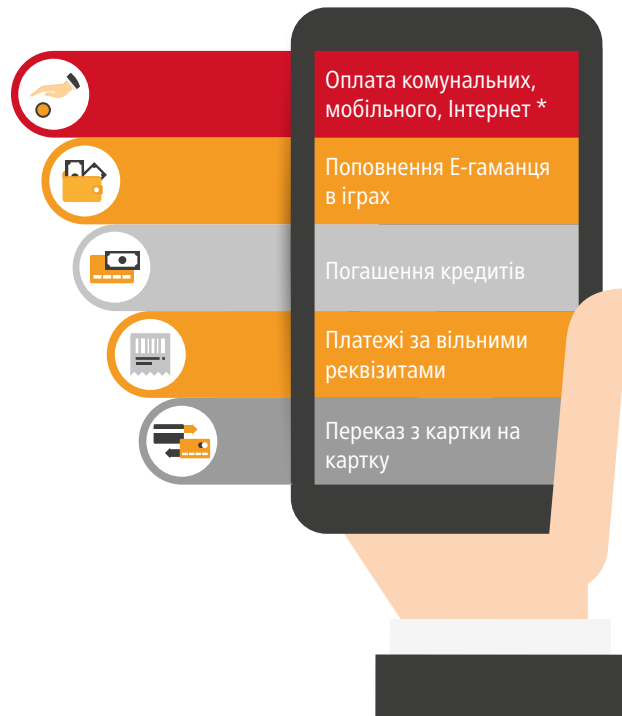 Оплата комунальних,
мобільного, Інтернет *
Поповнення Е-гаманця
в іграх
Погашення кредитів
Платежі за вільними
реквізитами
Переказ з картки на
картку